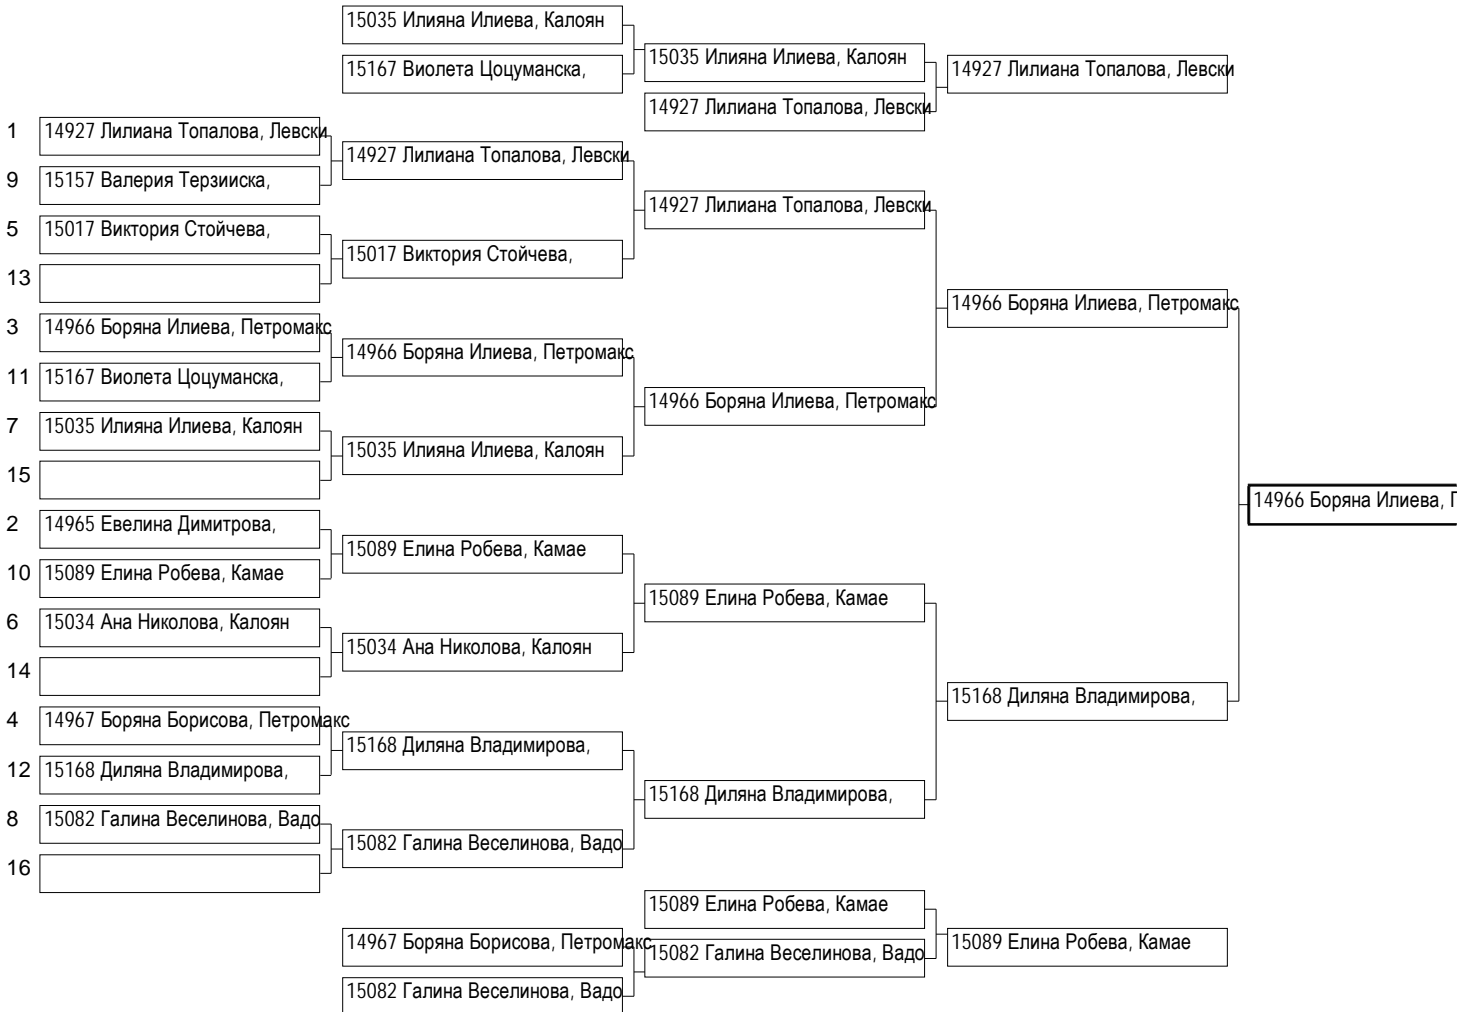 15035 Илияна Илиева, Калоян
15167 Виолета Цоцуманска,
15035 Илияна Илиева, Калоян
14927 Лилиана Топалова, Левски
14927 Лилиана Топалова, Левски
1 14927 Лилиана Топалова, Левски
9 15157 Валерия Терзииска,
5 15017 Виктория Стойчева,
13
3 14966 Боряна Илиева, Петромакс
11 15167 Виолета Цоцуманска,
7 15035 Илияна Илиева, Калоян
15
2 14965 Евелина Димитрова,
10 15089 Елина Робева, Камае
6 15034 Ана Николова, Калоян
14
4 14967 Боряна Борисова, Петромакс
12 15168 Диляна Владимирова,
8 15082 Галина Веселинова, Вадо
16
14927 Лилиана Топалова, Левски
15017 Виктория Стойчева,
14966 Боряна Илиева, Петромакс
15035 Илияна Илиева, Калоян
15089 Елина Робева, Камае
15034 Ана Николова, Калоян
15168 Диляна Владимирова,
15082 Галина Веселинова, Вадо
14927 Лилиана Топалова, Левски
14966 Боряна Илиева, Петромакс
15089 Елина Робева, Камае
15168 Диляна Владимирова,
14966 Боряна Илиева, Петромакс
15168 Диляна Владимирова,
14966 Боряна Илиева,
14967 Боряна Борисова, Петромакс
15082 Галина Веселинова, Вадо
15089 Елина Робева, Камае
15082 Галина Веселинова, Вадо
15089 Елина Робева, Камае